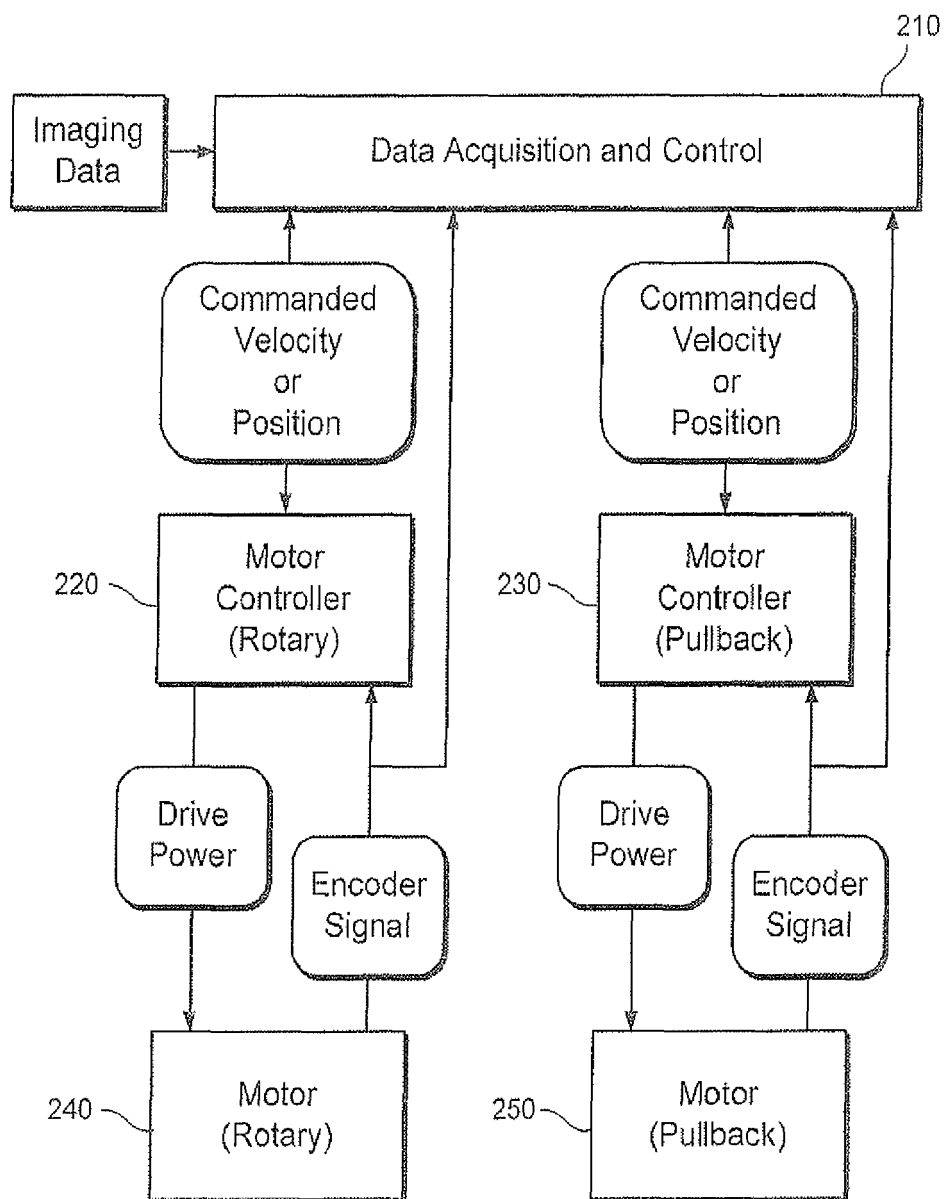 210
Imaging
Data
Data Acquisition and Control
Commanded
Velocity
or
Position
Commanded
Velocity
or
Position
220
Motor
Controller
(Rotary)
230
Motor
Controller
(Pullback)
Drive
Power
Encoder
Signal
Drive
Power
Encoder
Signal
240
Motor
(Rotary)
250
Motor
(Pullback)